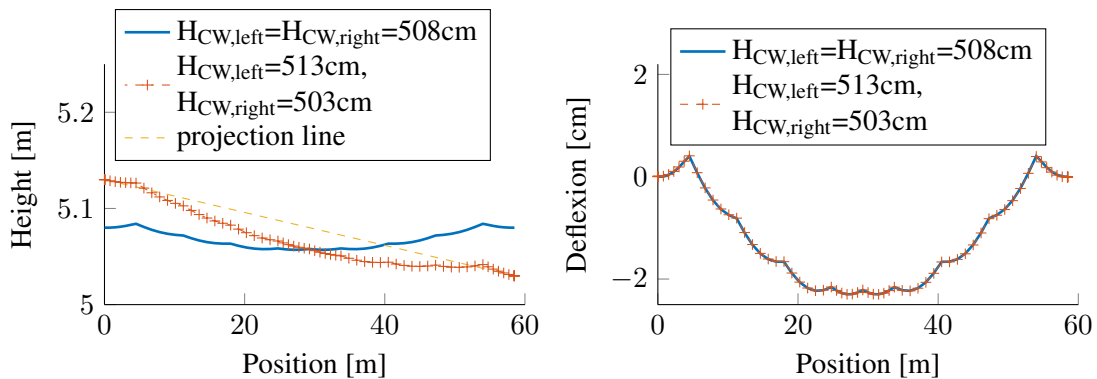 H_CW,left=H_CW,right=508cm
H_CW,left=513cm,
H_CW,right=503cm
projection line
5.2
5.1
5
Height [m]
0
20
40
60
Position [m]
H_CW,left=H_CW,right=508cm
H_CW,left=513cm,
H_CW,right=503cm
2
0
−2
Deflexion [cm]
0
20
40
60
Position [m]